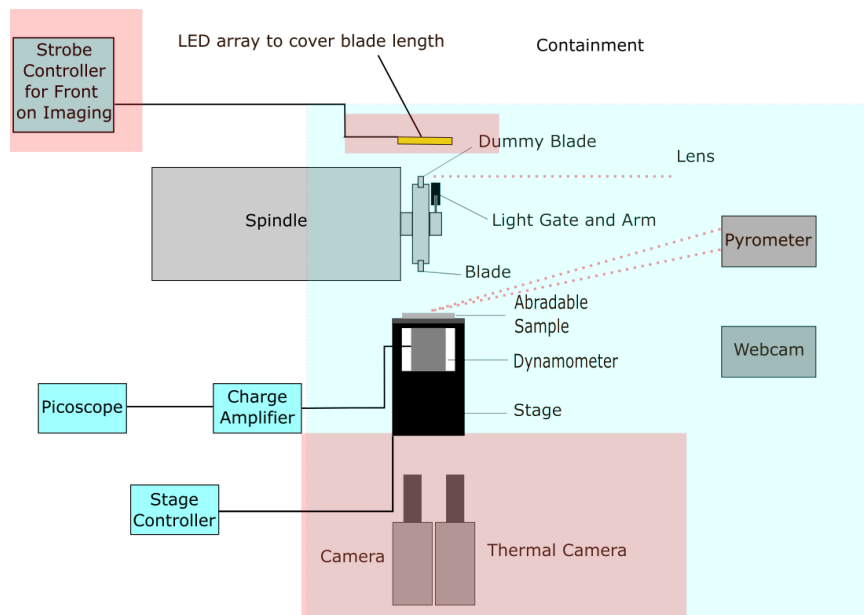 LED array to cover blade length
Containment
Strobe
Controller
for Front
on Imaging
Dummy Blade
Lens
Spindle
Light Gate and Arm
Pyrometer
Blade
Abradable
Sample
Webcam
Dynamometer
Picoscope
Charge
Amplifier
Stage
Stage
Controller
Camera
Thermal Camera